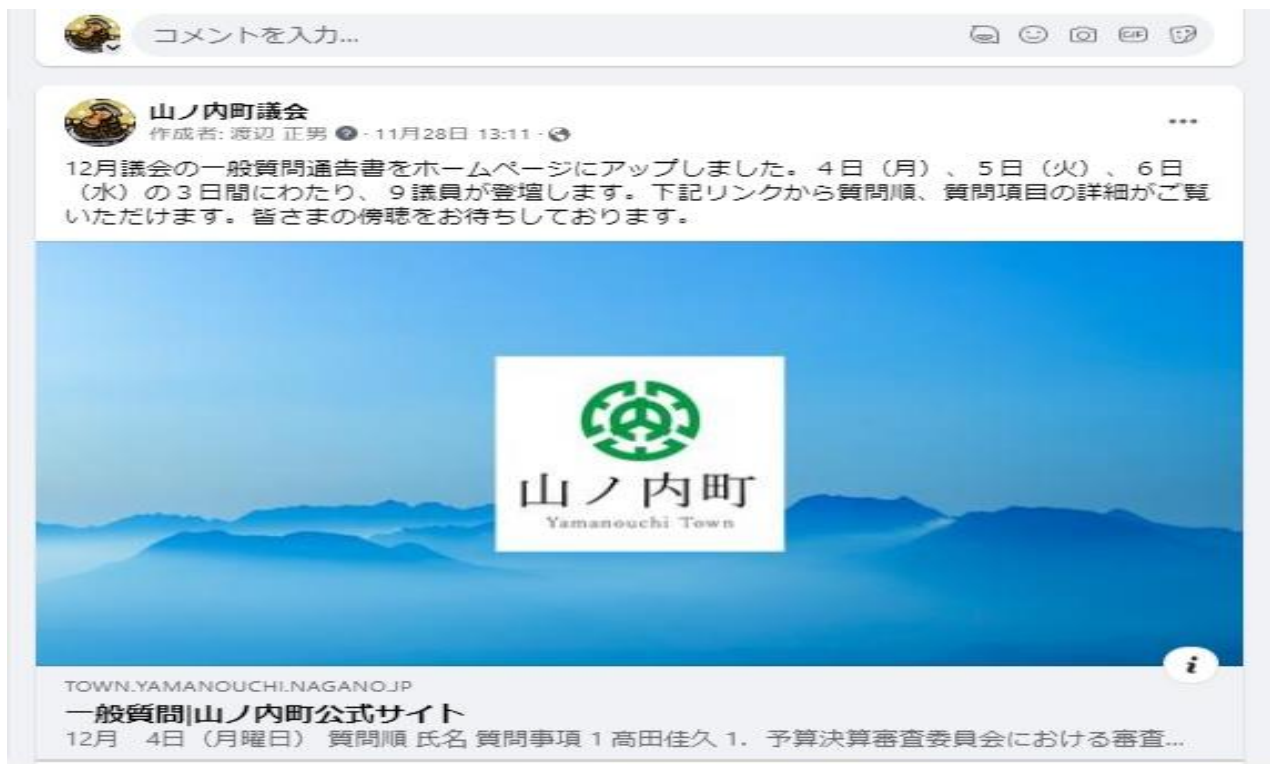 コメントを入力...
GIF
山ノ内町議会
作成者: 渡辺 正男 · 11月28日 13:11 ·
12月議会の一般質問通告書をホームページにアップしました。4日（月）、5日（火）、6日
（水）の3日間にわたり、9議員が登壇します。下記リンクから質問順、質問項目の詳細がご覧
いただけます。皆さまの傍聴をお待ちしております。
山ノ内町
Yamanouchi Town
TOWN.YAMANOUCHI.NAGANO.JP
一般質問|山ノ内町公式サイト
12月　4日（月曜日） 質問順 氏名 質問事項 1 髙田佳久 1．予算決算審査委員会における審査...